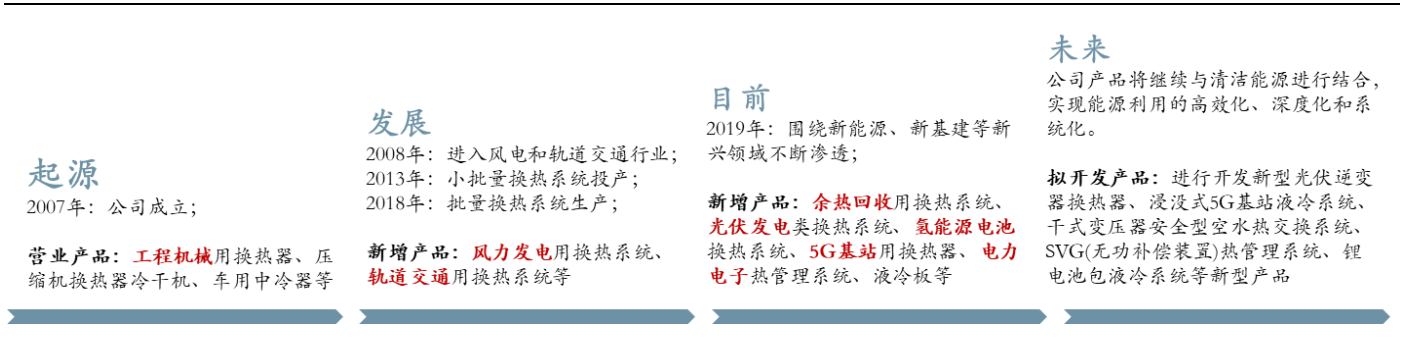 起源
2007年：公司成立；
营业产品：工程机械用换热器、压
缩机换热器冷干机、车用中冷器等
发展
2008年：进入风电和轨道交通行业；
2013年：小批量换热系统投产；
2018年：批量换热系统生产；
新增产品：风力发电用换热系统、
轨道交通用换热系统等
目前
2019年：围绕新能源、新基建等新
兴领域不断渗透；
新增产品：余热回收用换热系统、
光伏发电类换热系统、氢能源电池
换热系统、5G基站用换热器、电力
电子热管理系统、液冷板等
未来
公司产品将继续与清洁能源进行结合，
实现能源利用的高效化、深度化和系
统化。
拟开发产品：进行开发新型光伏逆变
器换热器、浸没式5G基站液冷系统、
干式变压器安全型空水热交换系统、
SVG(无功补偿装置)热管理系统、锂
电池包液冷系统等新型产品